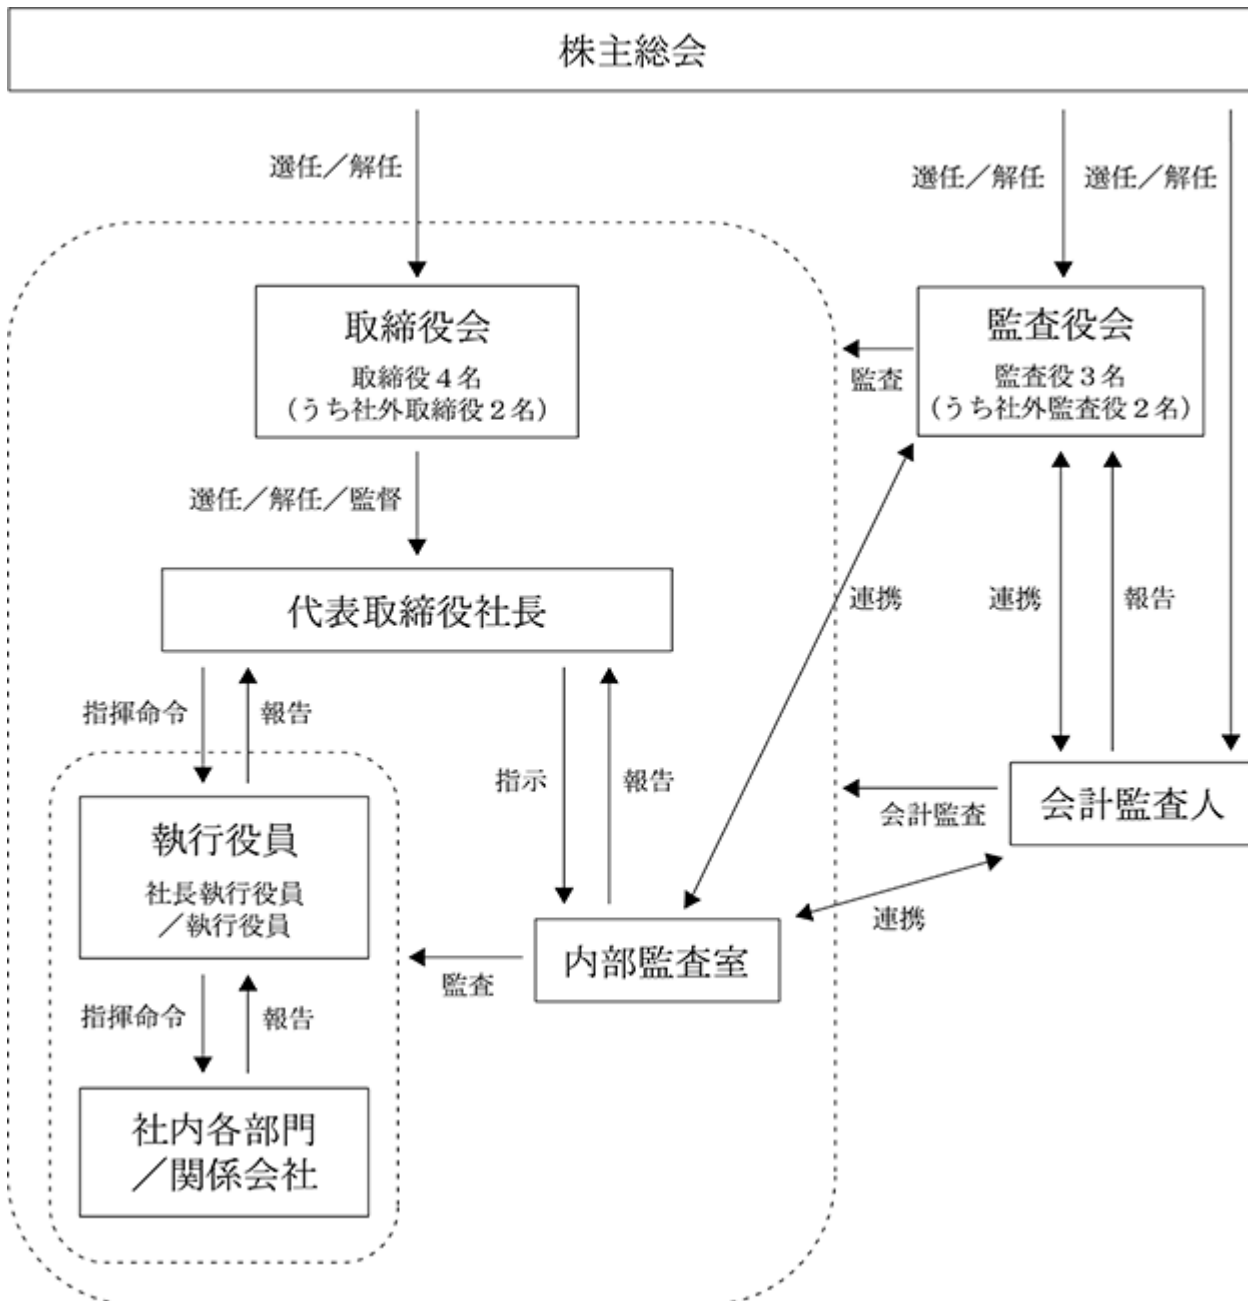 株主総会
選任／解任
選任／解任
選任／解任
取締役会
取締役４名
（うち社外取締役２名）
監査役会
監査役３名
（うち社外監査役２名）
監査
選任／解任／監督
代表取締役社長
連携
連携
報告
指揮命令
報告
指示
報告
会計監査人
会計監査
執行役員
社長執行役員
／執行役員
連携
内部監査室
監査
指揮命令
報告
社内各部門
／関係会社